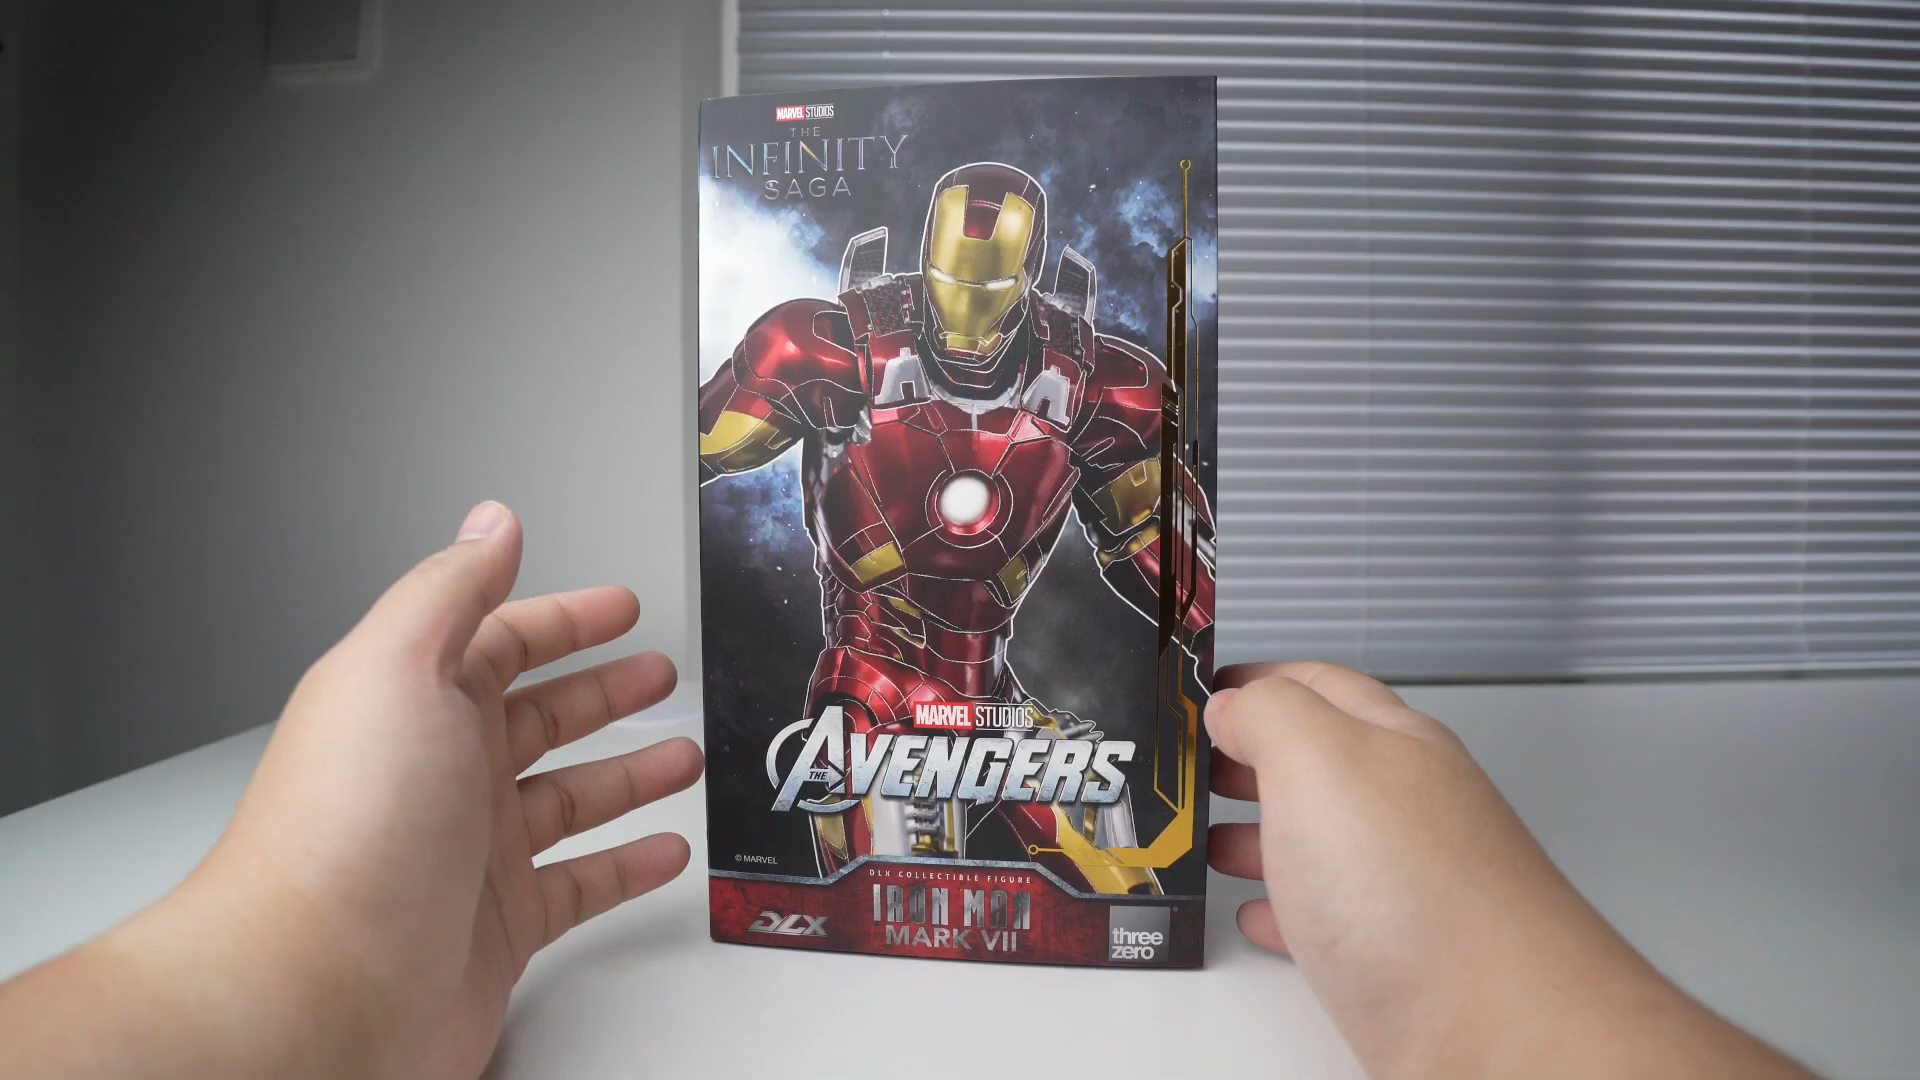 MARVEL STUDIOS
THE
INFINITY
SAGA
MARVEL STUDIOS
THE AVENGERS
© MARVEL
DLX COLLECTIBLE FIGURE
IRON MAN
MARK VII
DLX
three
zero
®